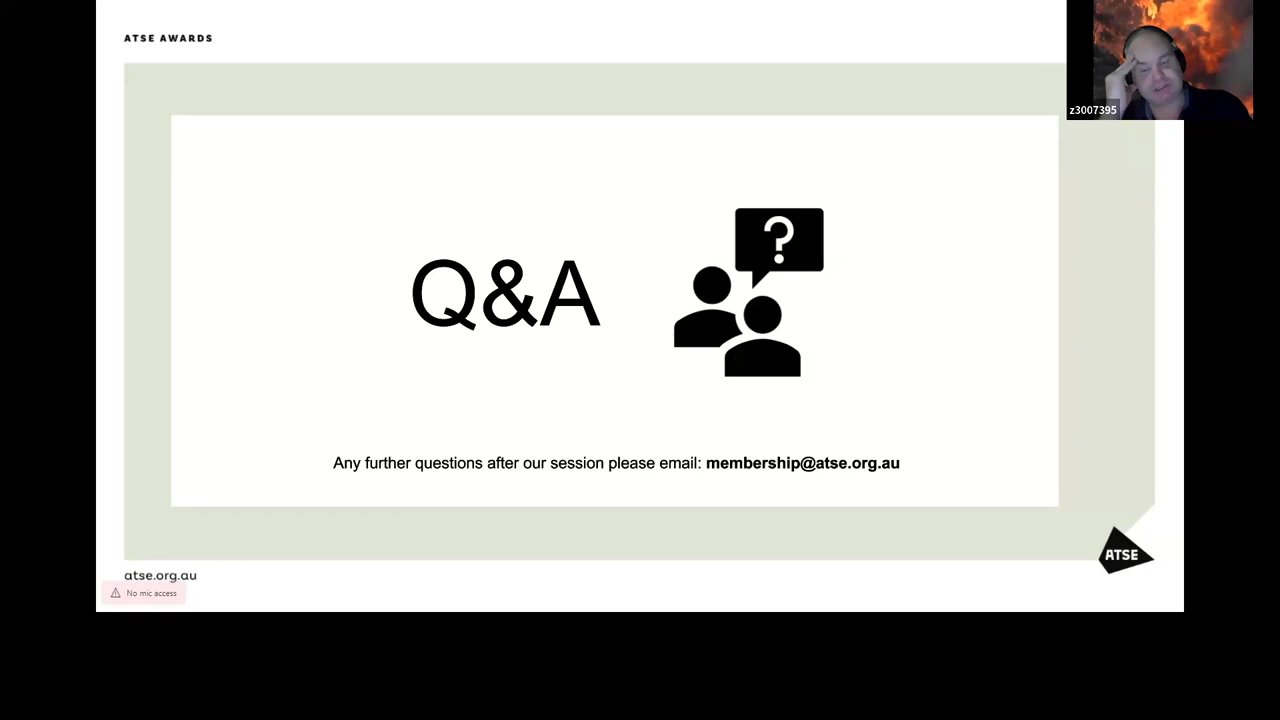 ATSE AWARDS
z3007395
?
Q&A
Any further questions after our session please email: membership@atse.org.au
ATSE
atse.org.au
No mic access